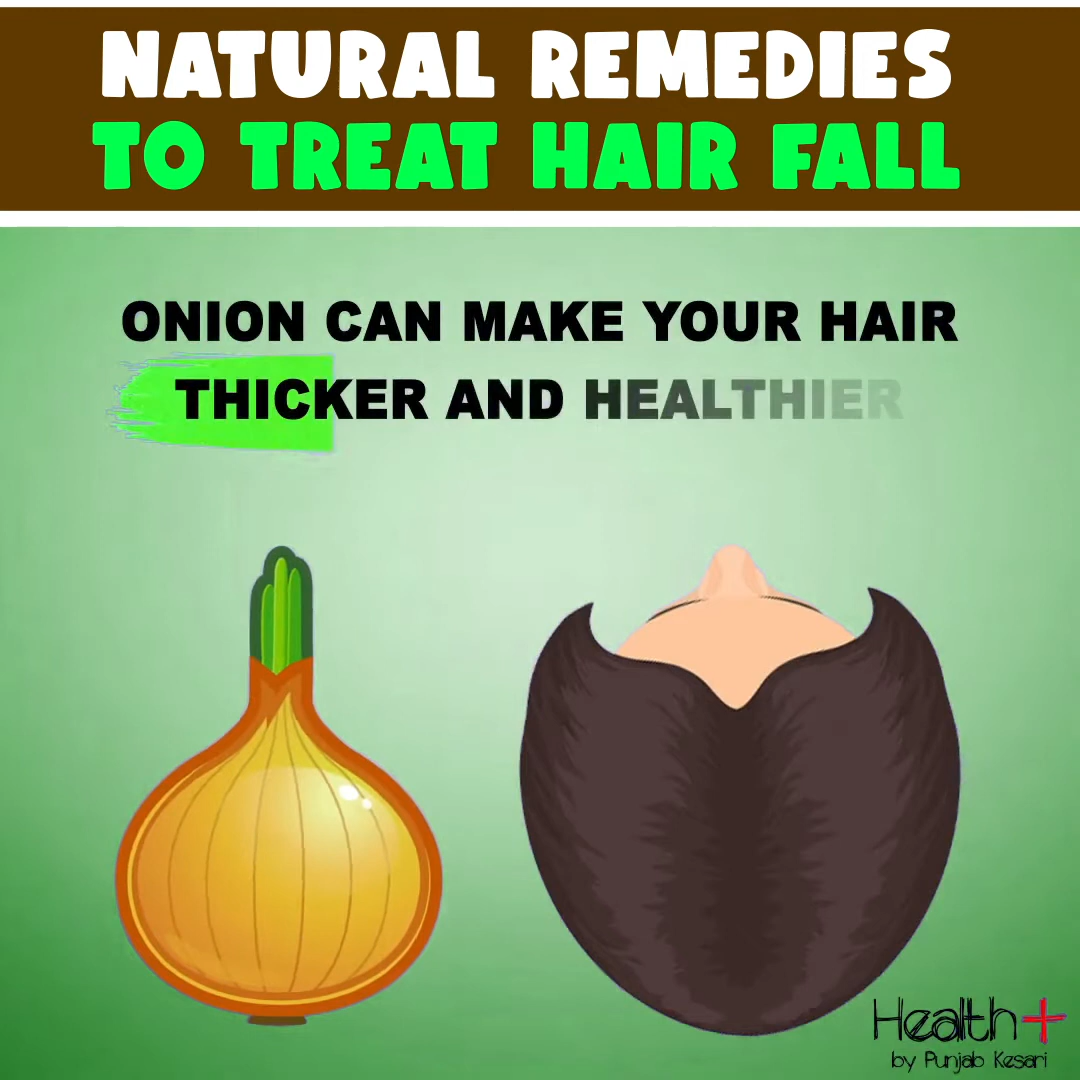 NATURAL REMEDIES
TO TREAT HAIR FALL
ONION CAN MAKE YOUR HAIR
THICKER AND HEALTHIER
Health+
by Punjab Kesari